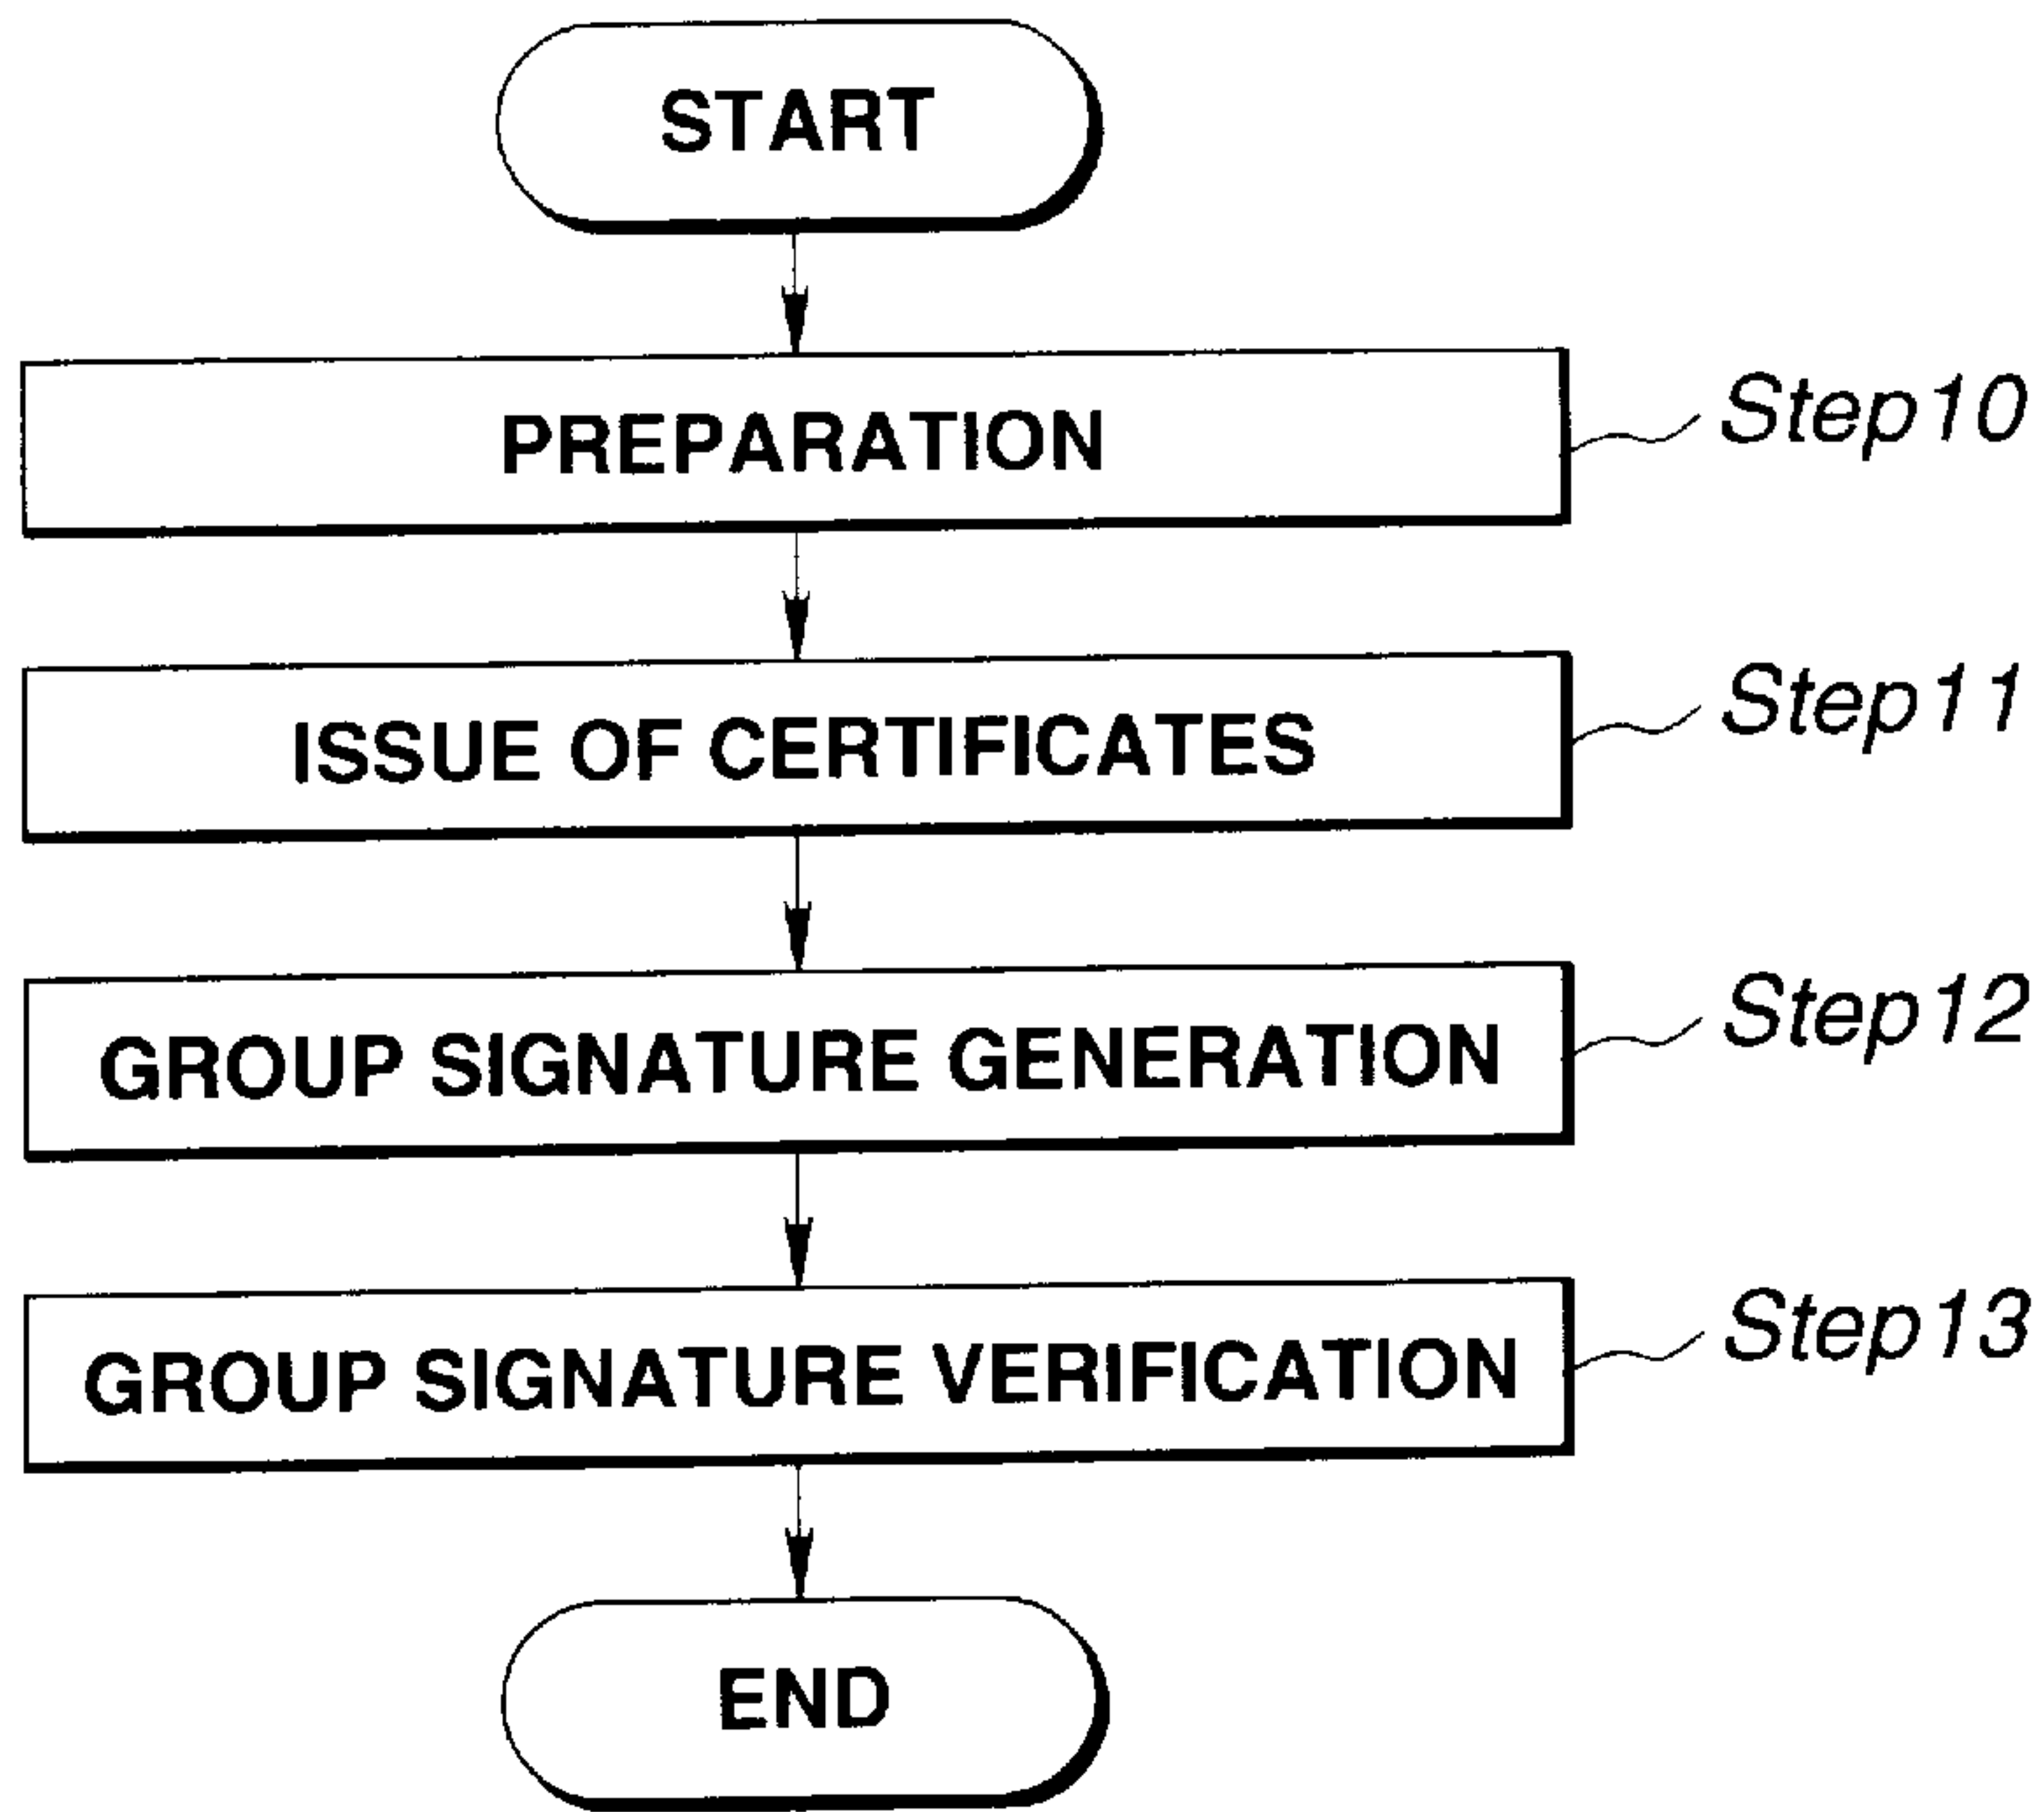 START
PREPARATION
Step10
ISSUE OF CERTIFICATES
Step11
GROUP SIGNATURE GENERATION
Step12
GROUP SIGNATURE VERIFICATION
Step13
END